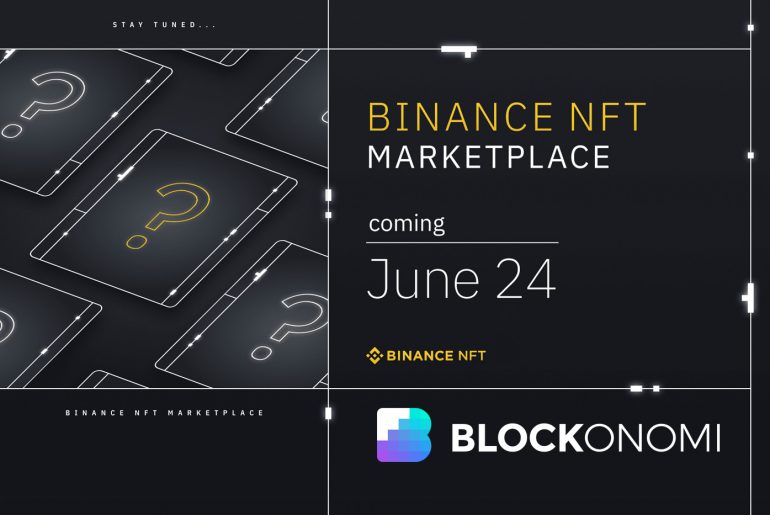 STAY TUNED...
BINANCE NFT
MARKETPLACE
coming
June 24
BINANCE NFT
BINANCE NFT MARKETPLACE
BLOCKONOMI